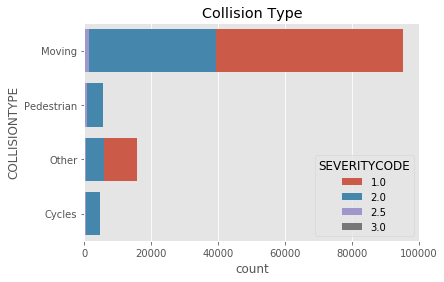 Collision Type
COLLISIONTYPE
Moving
Pedestrian
Other
Cycles
SEVERITYCODE
1.0
2.0
2.5
3.0
0 20000 40000 60000 80000 100000
count